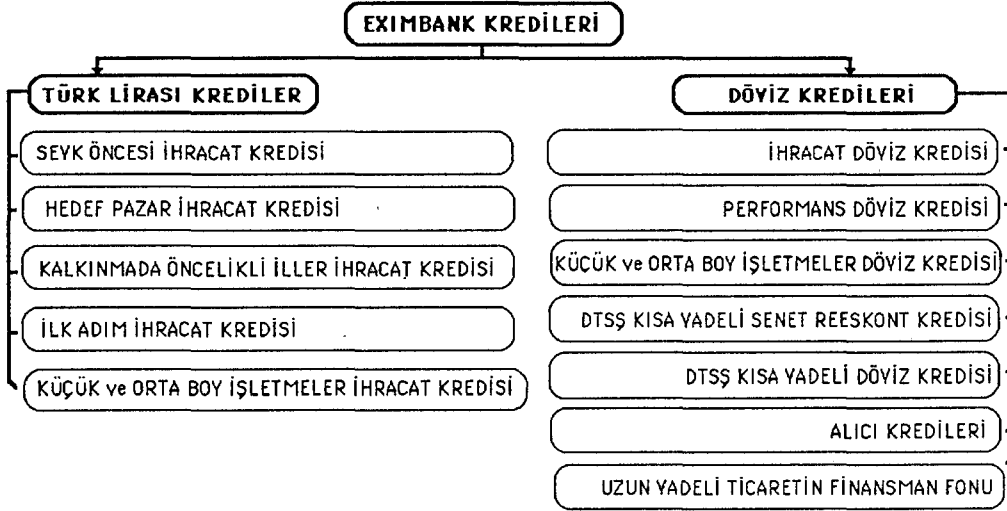 EXIMBANK KREDİLERİ
TÜRK LİRASI KREDİLER
SEVK ÖNCESİ İHRACAT KREDİSİ
HEDEF PAZAR İHRACAT KREDİSİ
KALKINMADA ÖNCELİKLİ İLLER İHRACAT KREDİSİ
İLK ADIM İHRACAT KREDİSİ
KÜÇÜK ve ORTA BOY İŞLETMELER İHRACAT KREDİSİ
DÖVİZ KREDİLERİ
İHRACAT DÖVİZ KREDİSİ
PERFORMANS DÖVİZ KREDİSİ
KÜÇÜK ve ORTA BOY İŞLETMELER DÖVİZ KREDİSİ
DTSŞ KISA VADELİ SENET REESKONT KREDİSİ
DTSŞ KISA VADELİ DÖVİZ KREDİSİ
ALICI KREDİLERİ
UZUN VADELİ TİCARETİN FİNANSMAN FONU